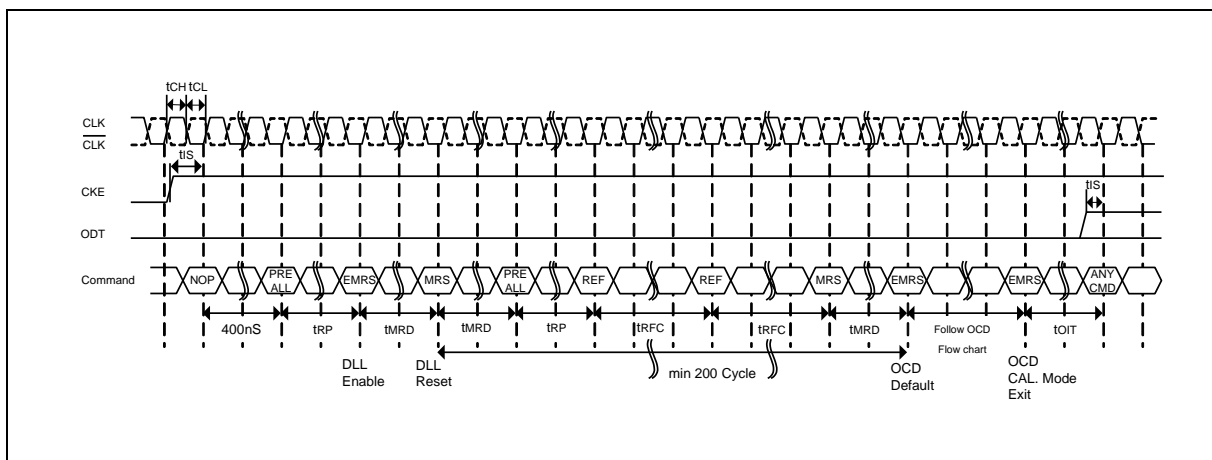 tCH tCL
CLK
CLK
tIS
CKE
tIS
ODT
Command
NOP
PRE
ALL
EMRS
MRS
PRE
ALL
REF
REF
MRS
EMRS
EMRS
ANY
CMD
400nS
tRP
tMRD
tMRD
tRP
tRFC
tRFC
tMRD
Follow OCD
Flow chart
tOIT
DLL
Enable
DLL
Reset
min 200 Cycle
OCD
Default
OCD
CAL. Mode
Exit